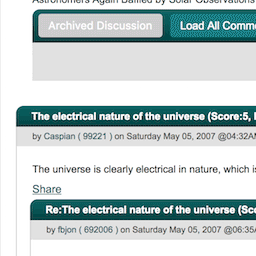 Astronomers Again Baffled by Solar Observations
Archived Discussion Load All Comme
The electrical nature of the universe (Score:5,
by Caspian ( 99221 ) on Saturday May 05, 2007 @04:32A
The universe is clearly electrical in nature, which is
Share
Re:The electrical nature of the universe (Sco
by fbjon ( 692006 ) on Saturday May 05, 2007 @06:35